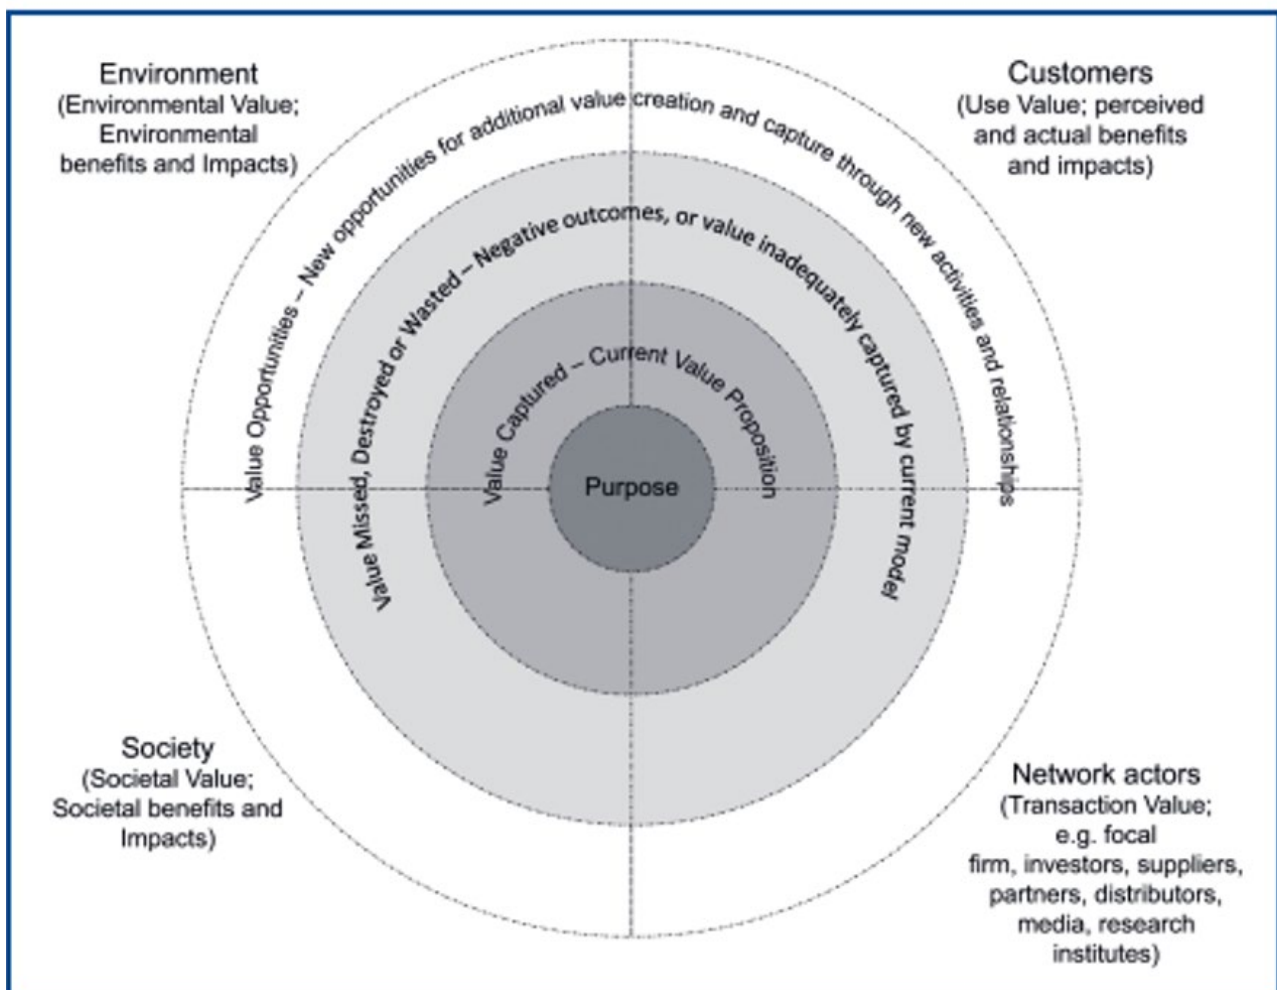 Environment
(Environmental Value;
Environmental
benefits and Impacts)
Customers
(Use Value; perceived
and actual benefits
and impacts)
Value Opportunities – New opportunities for additional value creation and capture through new activities and relationships
Value Missed, Destroyed or Wasted – Negative outcomes, or value inadequately captured by current model
Value Captured – Current Value Proposition
Purpose
Society
(Societal Value;
Societal benefits and
Impacts)
Network actors
(Transaction Value;
e.g. focal
firm, investors, suppliers,
partners, distributors,
media, research
institutes)